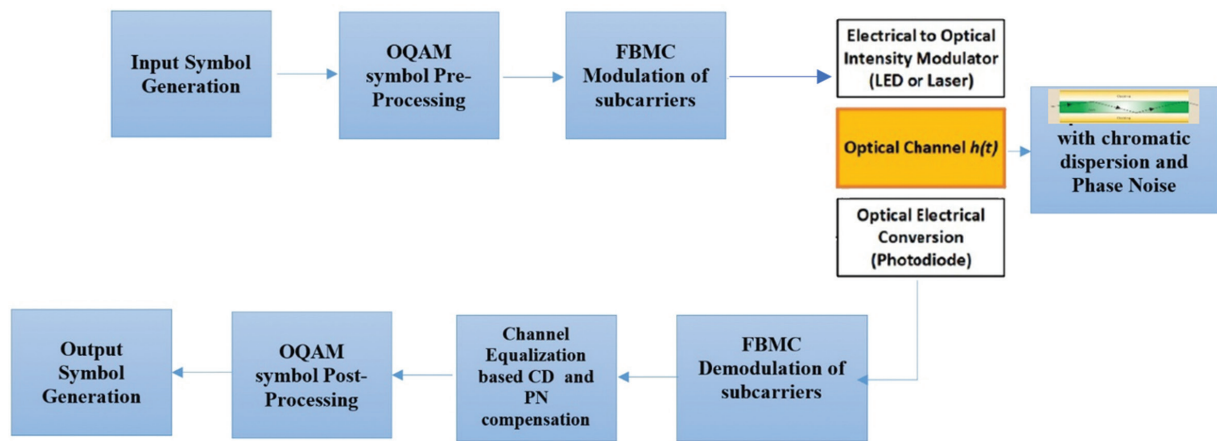 Input Symbol
Generation
OQAM
symbol Pre-
Processing
FBMC
Modulation of
subcarriers
Electrical to Optical
Intensity Modulator
(LED or Laser)
Optical Channel h(t)
with chromatic
dispersion and
Phase Noise
Optical Electrical
Conversion
(Photodiode)
Output
Symbol
Generation
OQAM
symbol Post-
Processing
Channel
Equalization
based CD and
PN
compensation
FBMC
Demodulation of
subcarriers